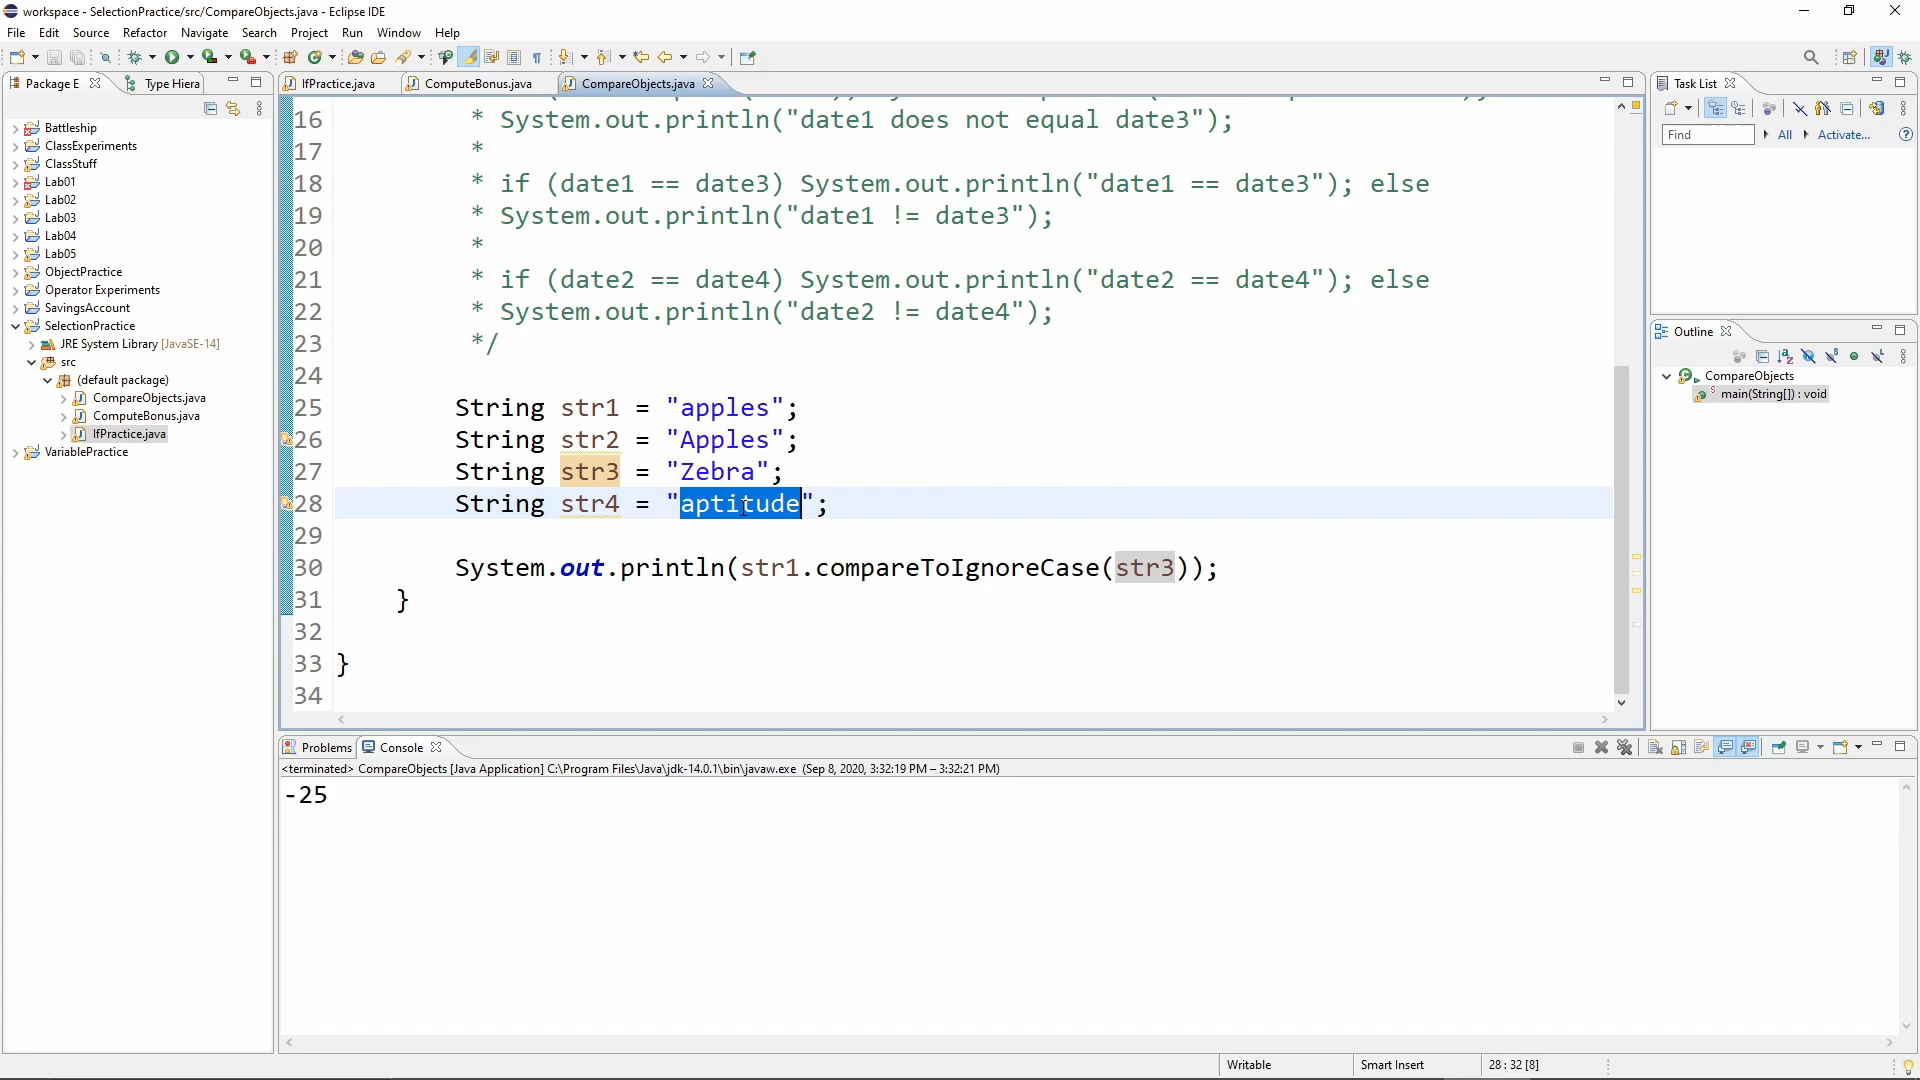 workspace - SelectionPractice/src/CompareObjects.java - Eclipse IDE
File Edit Source Refactor Navigate Search Project Run Window Help
Package E Type Hiera
IfPractice.java ComputeBonus.java CompareObjects.java
Task List
Find All Activate...
Battleship
ClassExperiments
ClassStuff
Lab01
Lab02
Lab03
Lab04
Lab05
ObjectPractice
Operator Experiments
SavingsAccount
SelectionPractice
JRE System Library [JavaSE-14]
src
(default package)
CompareObjects.java
ComputeBonus.java
IfPractice.java
VariablePractice
16 * System.out.println("date1 does not equal date3");
17 *
18 * if (date1 == date3) System.out.println("date1 == date3"); else
19 * System.out.println("date1 != date3");
20 *
21 * if (date2 == date4) System.out.println("date2 == date4"); else
22 * System.out.println("date2 != date4");
23 */
24
25 String str1 = "apples";
26 String str2 = "Apples";
27 String str3 = "Zebra";
28 String str4 = "aptitude";
29
30 System.out.println(str1.compareToIgnoreCase(str3));
31 }
32
33 }
34
Outline
CompareObjects
main(String[]) : void
Problems Console
<terminated> CompareObjects [Java Application] C:\Program Files\Java\jdk-14.0.1\bin\javaw.exe (Sep 8, 2020, 3:32:19 PM – 3:32:21 PM)
-25
Writable Smart Insert 28 : 32 [8]